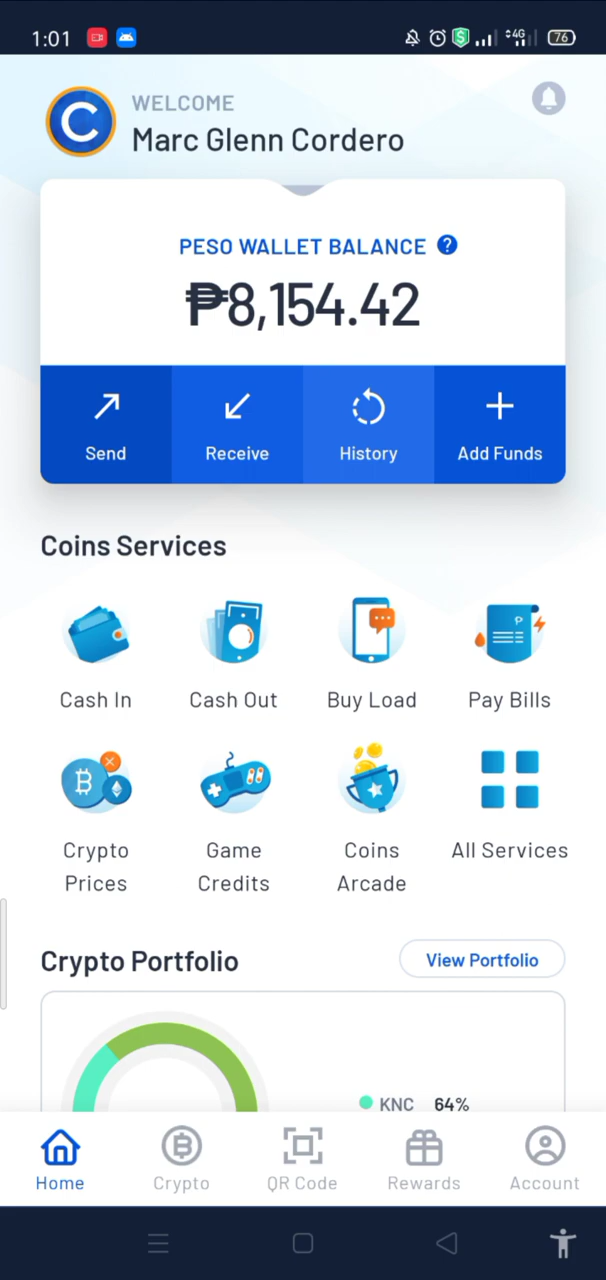 1:01
4G
76
WELCOME
Marc Glenn Cordero
PESO WALLET BALANCE ?
₱8,154.42
Send Receive History Add Funds
Coins Services
Cash In Cash Out Buy Load Pay Bills
Crypto Prices
Game Credits
Coins Arcade
All Services
Crypto Portfolio View Portfolio
KNC 64%
Home Crypto QR Code Rewards Account